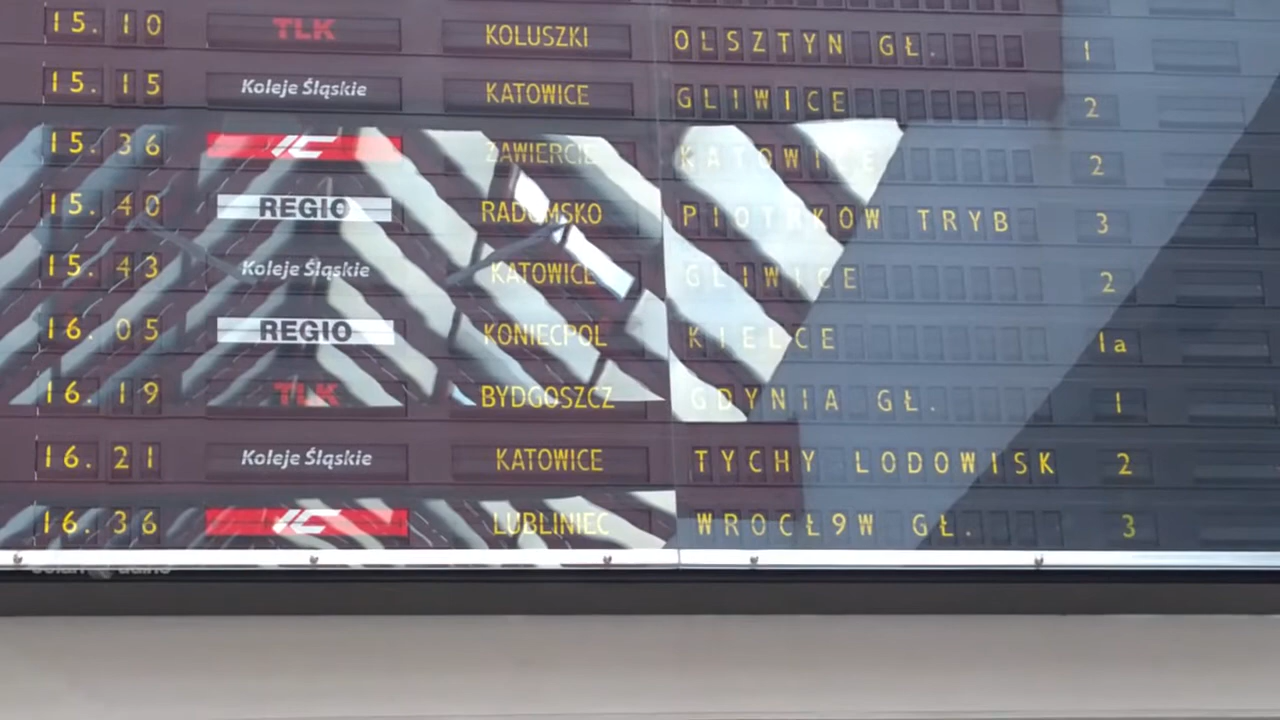 15.10 TLK KOLUSZKI OLSZTYN GŁ. 1
15.15 Koleje Śląskie KATOWICE GLIWICE 2
15.36 IC ZAWIERCIE KATOWICE 2
15.40 REGIO RADOMSKO PIOTRKOW TRYB 3
15.43 Koleje Śląskie KATOWICE GLIWICE 2
16.05 REGIO KONIECPOL KIELCE 1a
16.19 TLK BYDGOSZCZ GDYNIA GŁ. 1
16.21 Koleje Śląskie KATOWICE TYCHY LODOWISK 2
16.36 IC LUBLINIEC WROCŁ9W GŁ. 3